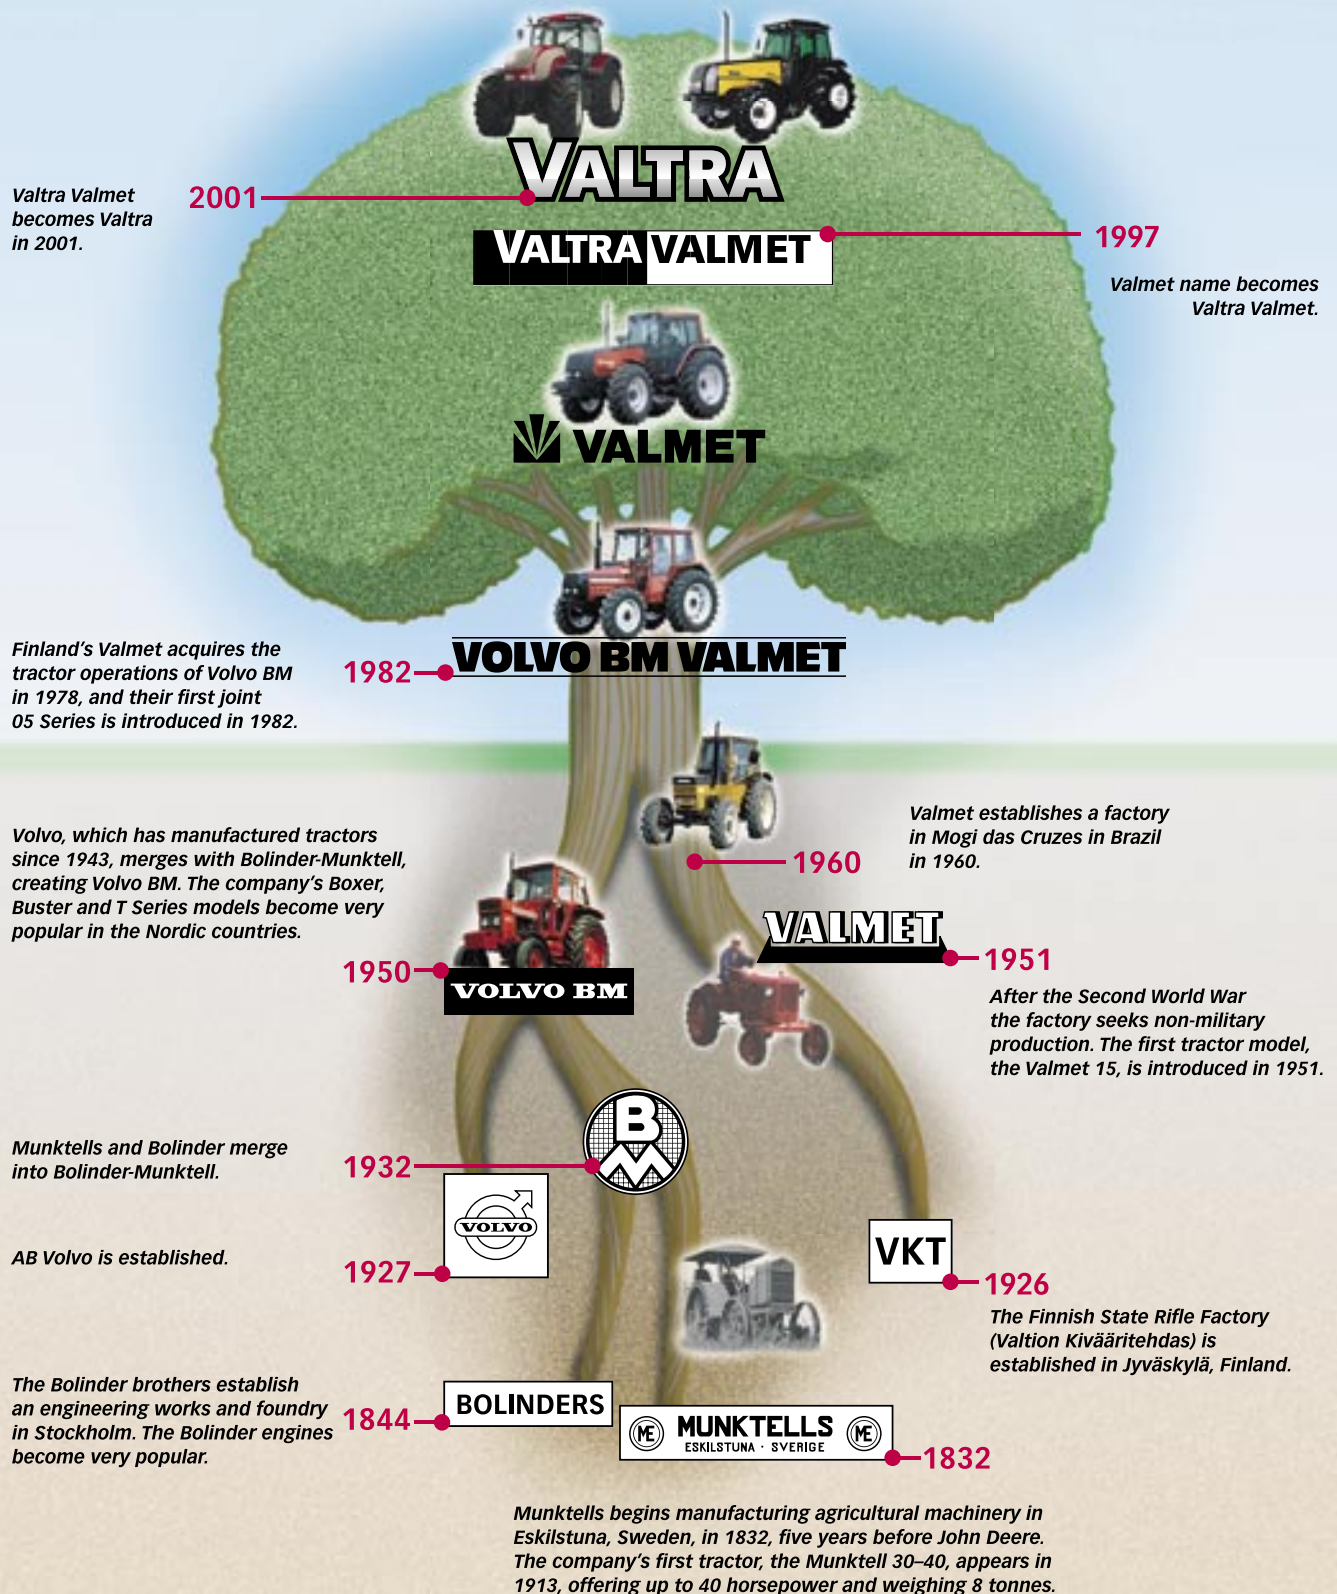 VALTRA
Valtra Valmet
becomes Valtra
in 2001.
2001
VALTRA VALMET
1997
Valmet name becomes
Valtra Valmet.
VALMET
Finland's Valmet acquires the
tractor operations of Volvo BM
in 1978, and their first joint
05 Series is introduced in 1982.
1982
VOLVO BM VALMET
Valmet establishes a factory
in Mogi das Cruzes in Brazil
in 1960.
1960
Volvo, which has manufactured tractors
since 1943, merges with Bolinder-Munktell,
creating Volvo BM. The company's Boxer,
Buster and T Series models become very
popular in the Nordic countries.
1950
VOLVO BM
VALMET
1951
After the Second World War
the factory seeks non-military
production. The first tractor model,
the Valmet 15, is introduced in 1951.
Munktells and Bolinder merge
into Bolinder-Munktell.
1932
B
M
AB Volvo is established.
1927
VOLVO
VKT
1926
The Finnish State Rifle Factory
(Valtion Kivääritehdas) is
established in Jyväskylä, Finland.
The Bolinder brothers establish
an engineering works and foundry
in Stockholm. The Bolinder engines
become very popular.
1844
BOLINDERS
ME MUNKTELLS ME
ESKILSTUNA · SVERIGE
1832
Munktells begins manufacturing agricultural machinery in
Eskilstuna, Sweden, in 1832, five years before John Deere.
The company's first tractor, the Munktell 30–40, appears in
1913, offering up to 40 horsepower and weighing 8 tonnes.